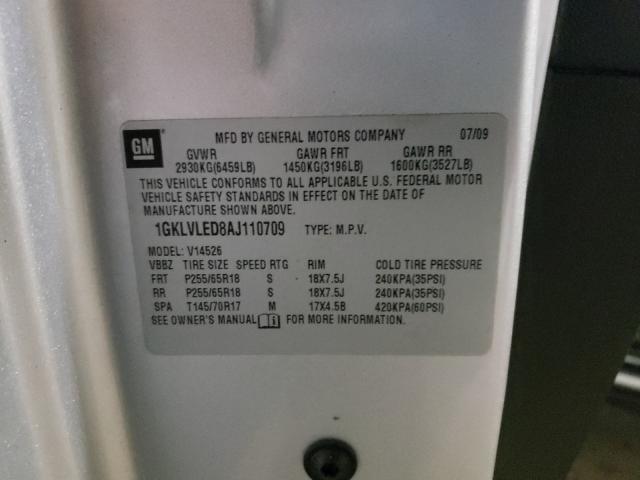 GM ® MFD BY GENERAL MOTORS COMPANY 07/09
GVWR GAWR FRT GAWR RR
2930KG(6459LB) 1450KG(3196LB) 1600KG(3527LB)
THIS VEHICLE CONFORMS TO ALL APPLICABLE U.S. FEDERAL MOTOR
VEHICLE SAFETY STANDARDS IN EFFECT ON THE DATE OF
MANUFACTURE SHOWN ABOVE.
1GKLVLED8AJ110709 TYPE: M.P.V.
MODEL: V14526
VBBZ TIRE SIZE SPEED RTG RIM COLD TIRE PRESSURE
FRT P255/65R18 S 18X7.5J 240KPA(35PSI)
RR P255/65R18 S 18X7.5J 240KPA(35PSI)
SPA T145/70R17 M 17X4.5B 420KPA(60PSI)
SEE OWNER'S MANUAL FOR MORE INFORMATION.